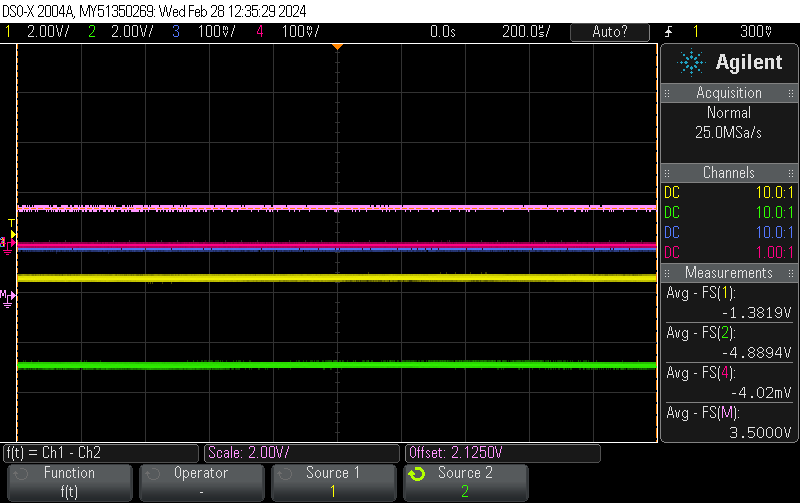 DSO-X 2004A, MY51350269: Wed Feb 28 12:35:29 2024
1 2.00V/ 2 2.00V/ 3 100mV/ 4 100mV/ 0.0s 200.0us/ Auto? 1 300mV
Agilent
Acquisition
Normal
25.0MSa/s
Channels
DC 10.0:1
DC 10.0:1
DC 10.0:1
DC 1.00:1
Measurements
Avg - FS(1):
-1.3819V
Avg - FS(2):
-4.8894V
Avg - FS(4):
-4.02mV
Avg - FS(M):
3.5000V
T
M
f(t) = Ch1 - Ch2 Scale: 2.00V/ Offset: 2.1250V
Function Operator Source 1 Source 2
f(t) - 1 2